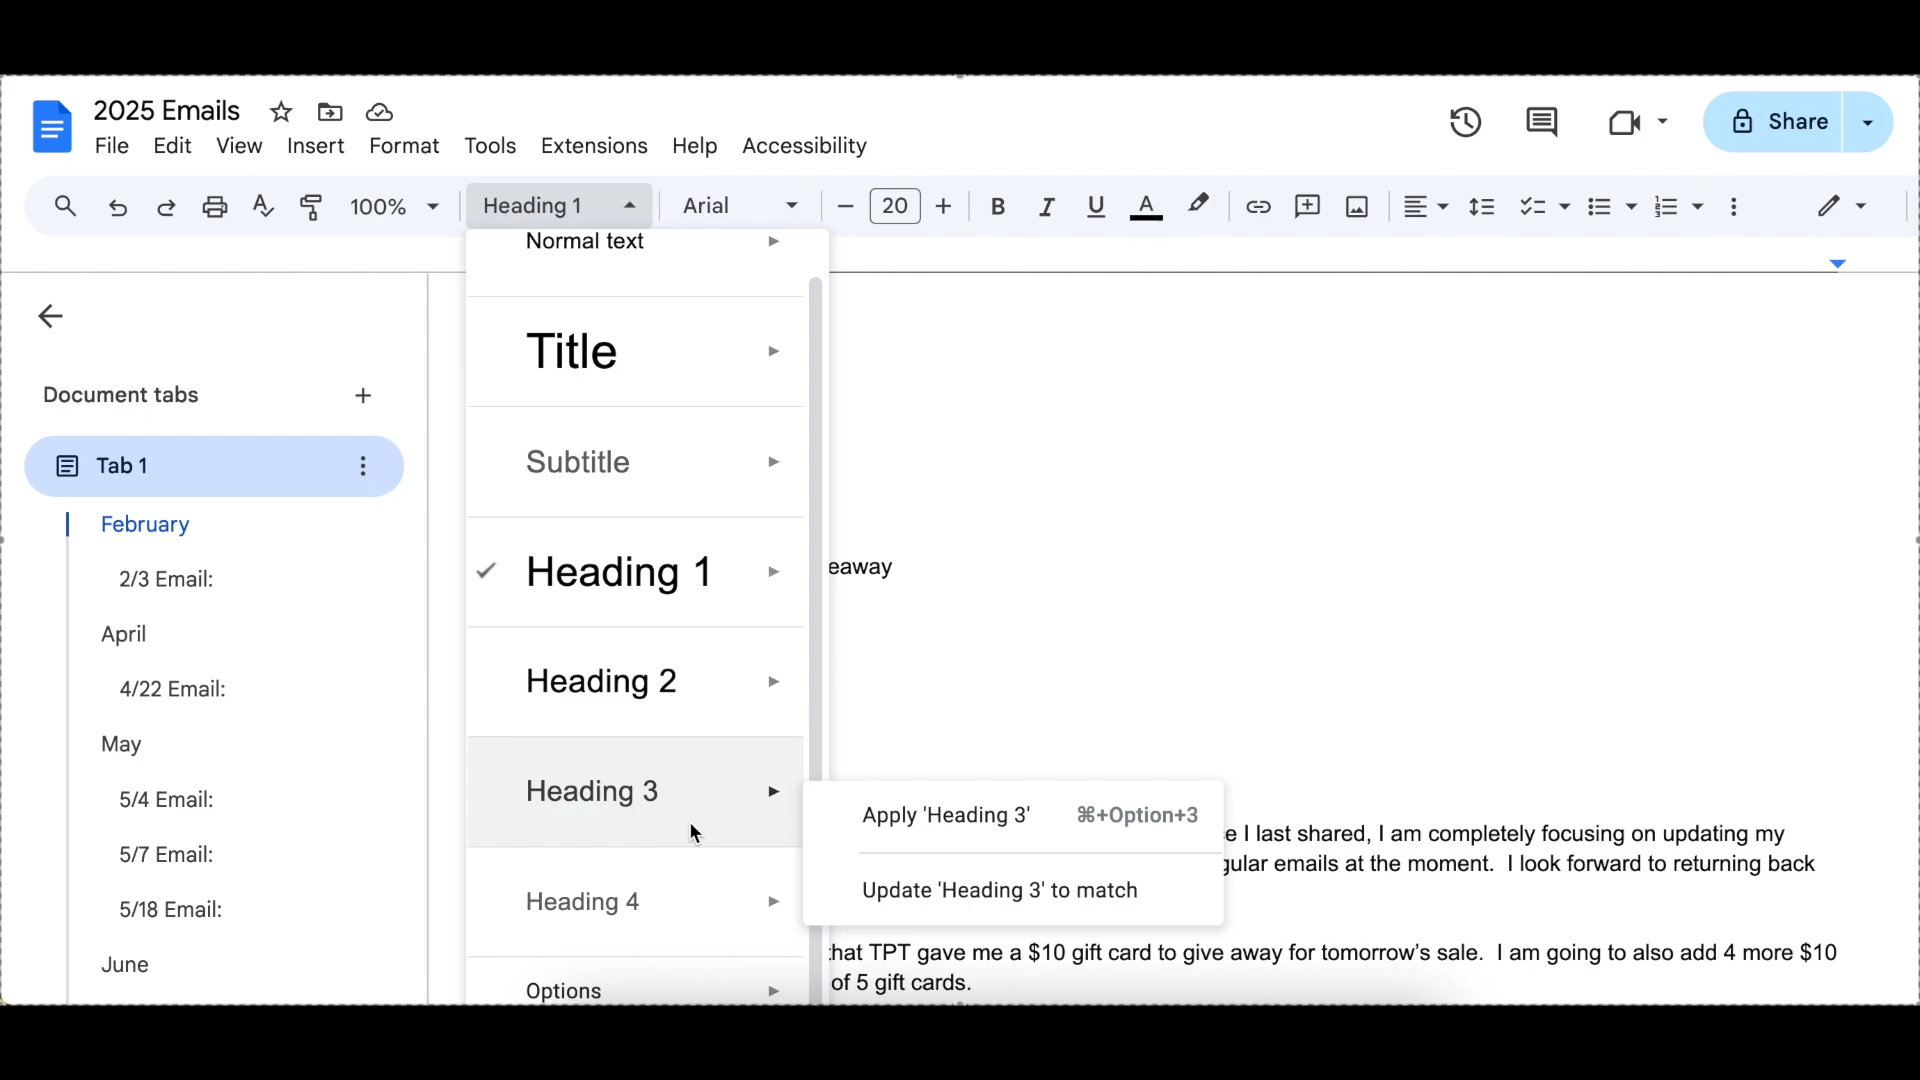 2025 Emails
File Edit View Insert Format Tools Extensions Help Accessibility
Share
100% Heading 1 Arial 20 B I U A
Normal text
Title
Subtitle
Heading 1
Heading 2
Heading 3
Heading 4
Options
Apply 'Heading 3' ⌘+Option+3
Update 'Heading 3' to match
Document tabs
Tab 1
February
2/3 Email:
April
4/22 Email:
May
5/4 Email:
5/7 Email:
5/18 Email:
June
eaway
e I last shared, I am completely focusing on updating my
gular emails at the moment. I look forward to returning back
that TPT gave me a $10 gift card to give away for tomorrow's sale. I am going to also add 4 more $10
of 5 gift cards.